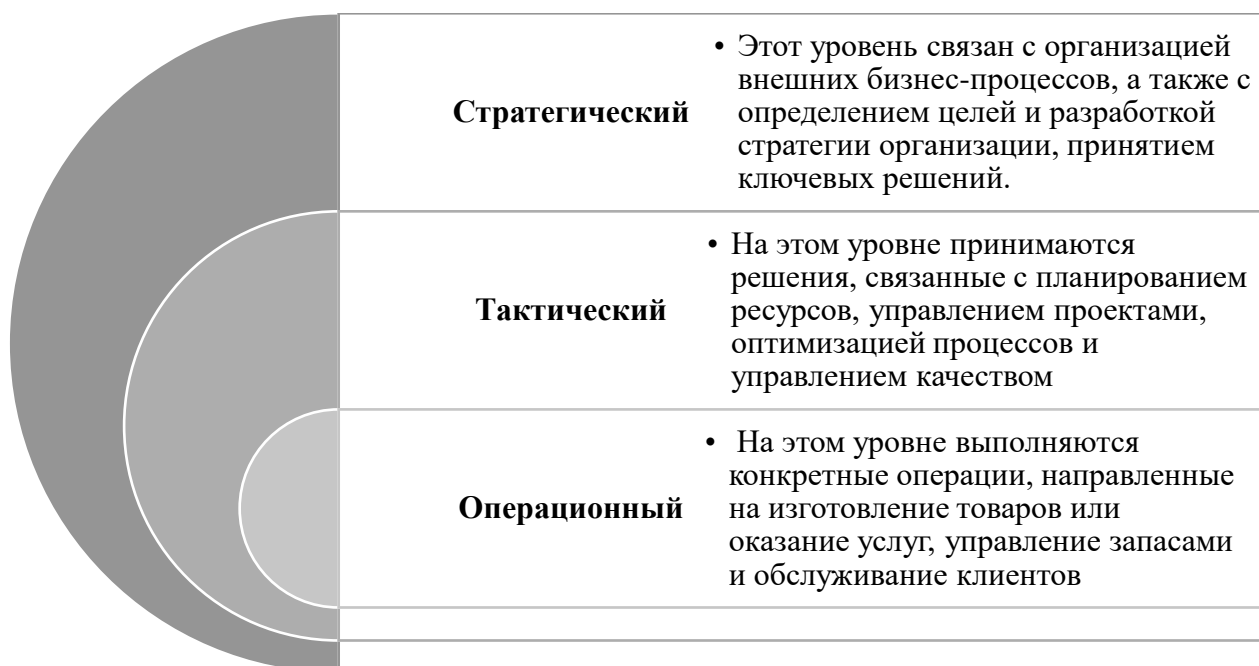 • Этот уровень связан с организацией
внешних бизнес-процессов, а также с
Стратегический
определением целей и разработкой
стратегии организации, принятием
ключевых решений.
• На этом уровне принимаются
решения, связанные с планированием
Тактический
ресурсов, управлением проектами,
оптимизацией процессов и
управлением качеством
• На этом уровне выполняются
конкретные операции, направленные
Операционный
на изготовление товаров или
оказание услуг, управление запасами
и обслуживание клиентов